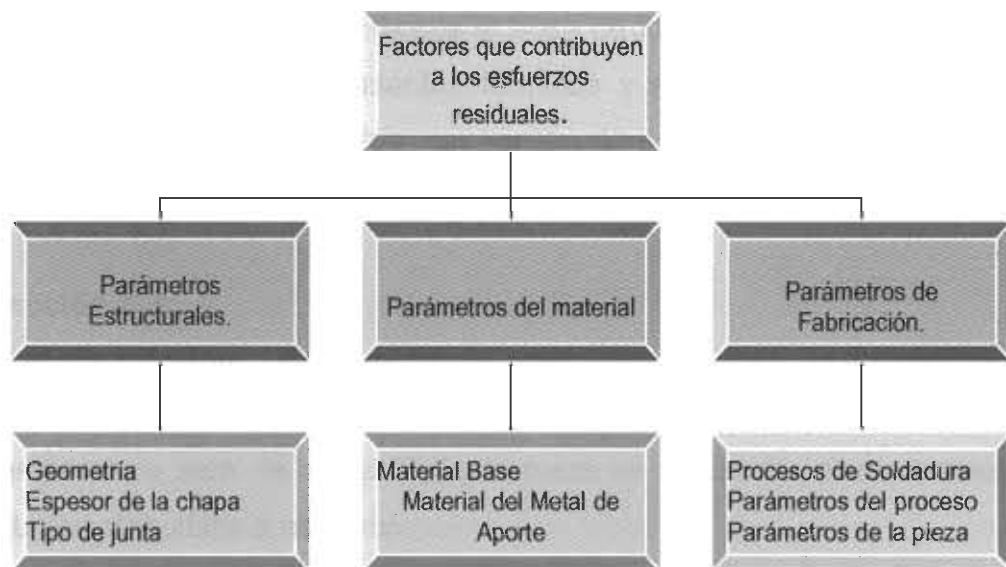 Factores que contribuyen
a los esfuerzos
residuales.
Parámetros
Estructurales.
Parámetros del material
Parámetros de
Fabricación.
Geometría
Espesor de la chapa
Tipo de junta
Material Base
Material del Metal de
Aporte
Procesos de Soldadura
Parámetros del proceso
Parámetros de la pieza